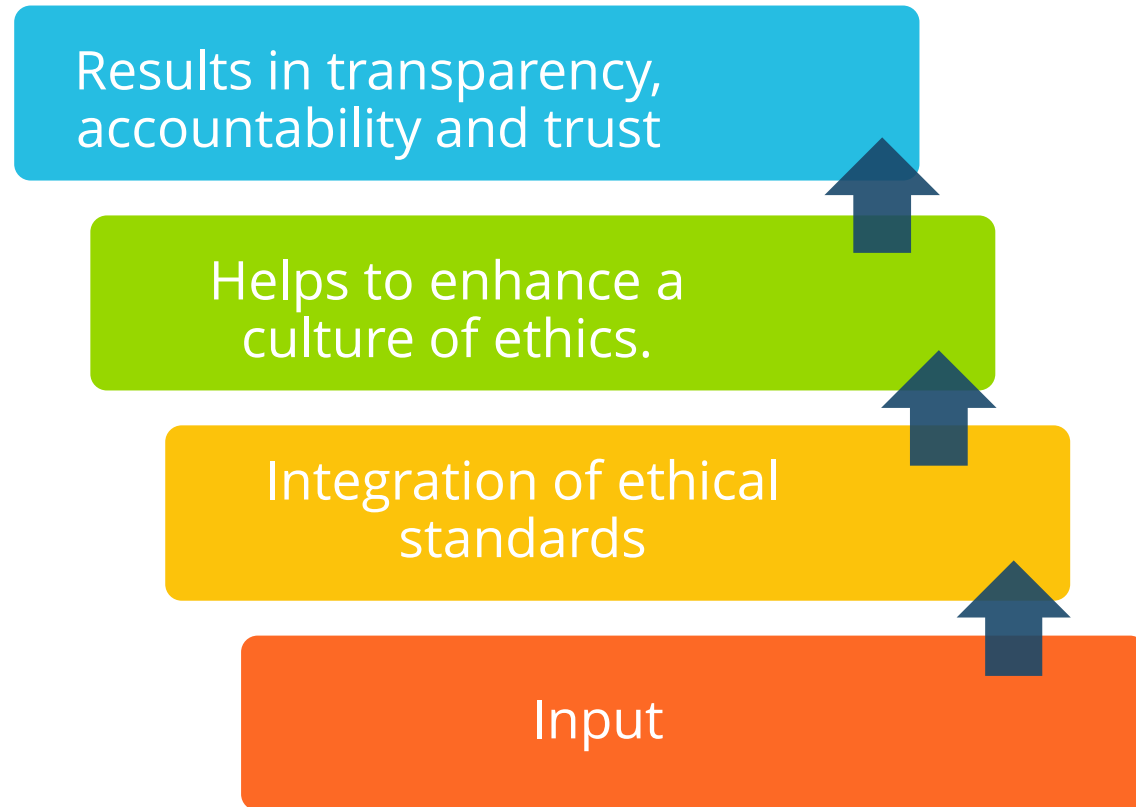 Results in transparency,
accountability and trust
Helps to enhance a
culture of ethics.
Integration of ethical
standards
Input